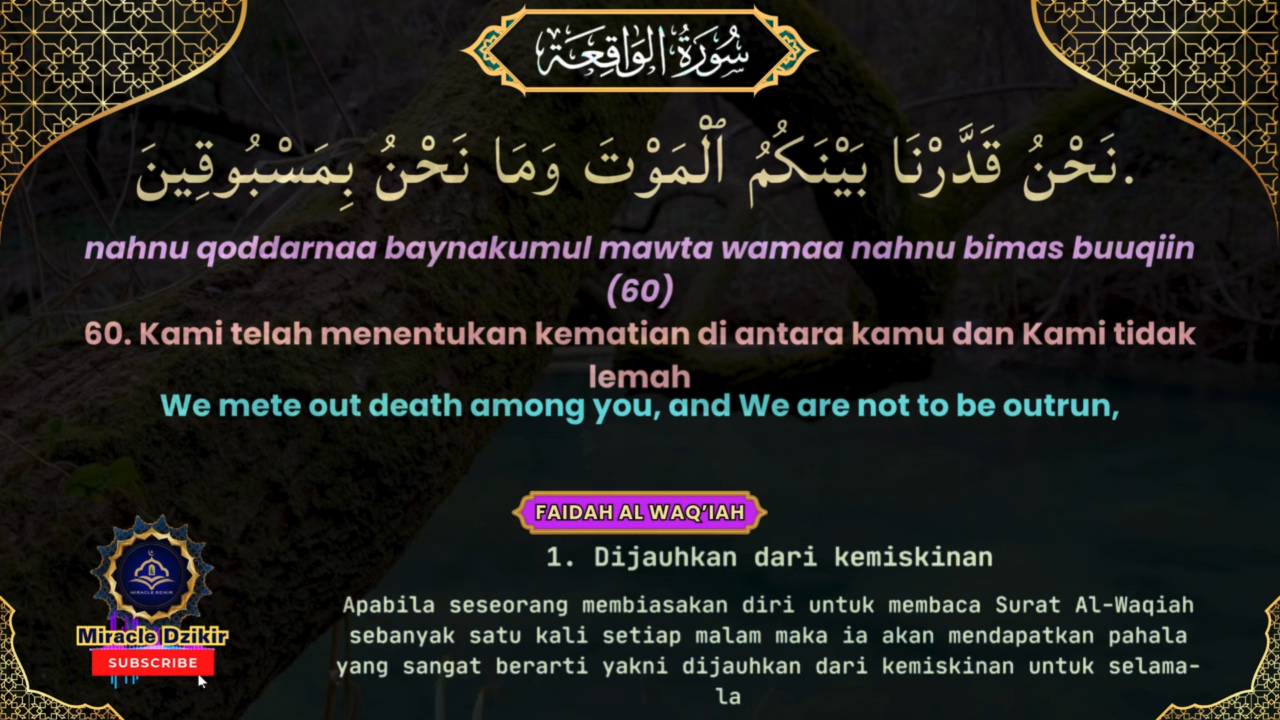 سُورَةُ الوَاقِعَة
نَحْنُ قَدَّرْنَا بَيْنَكُمُ ٱلْمَوْتَ وَمَا نَحْنُ بِمَسْبُوقِينَ.
nahnu qoddarnaa baynakumul mawta wamaa nahnu bimas buuqiin
(60)
60. Kami telah menentukan kematian di antara kamu dan Kami tidak
lemah
We mete out death among you, and We are not to be outrun,
FAIDAH AL WAQ’IAH
1. Dijauhkan dari kemiskinan
Apabila seseorang membiasakan diri untuk membaca Surat Al-Waqiah
sebanyak satu kali setiap malam maka ia akan mendapatkan pahala
yang sangat berarti yakni dijauhkan dari kemiskinan untuk selama-
la
MIRACLE DZIKIR
Miracle Dzikir
SUBSCRIBE